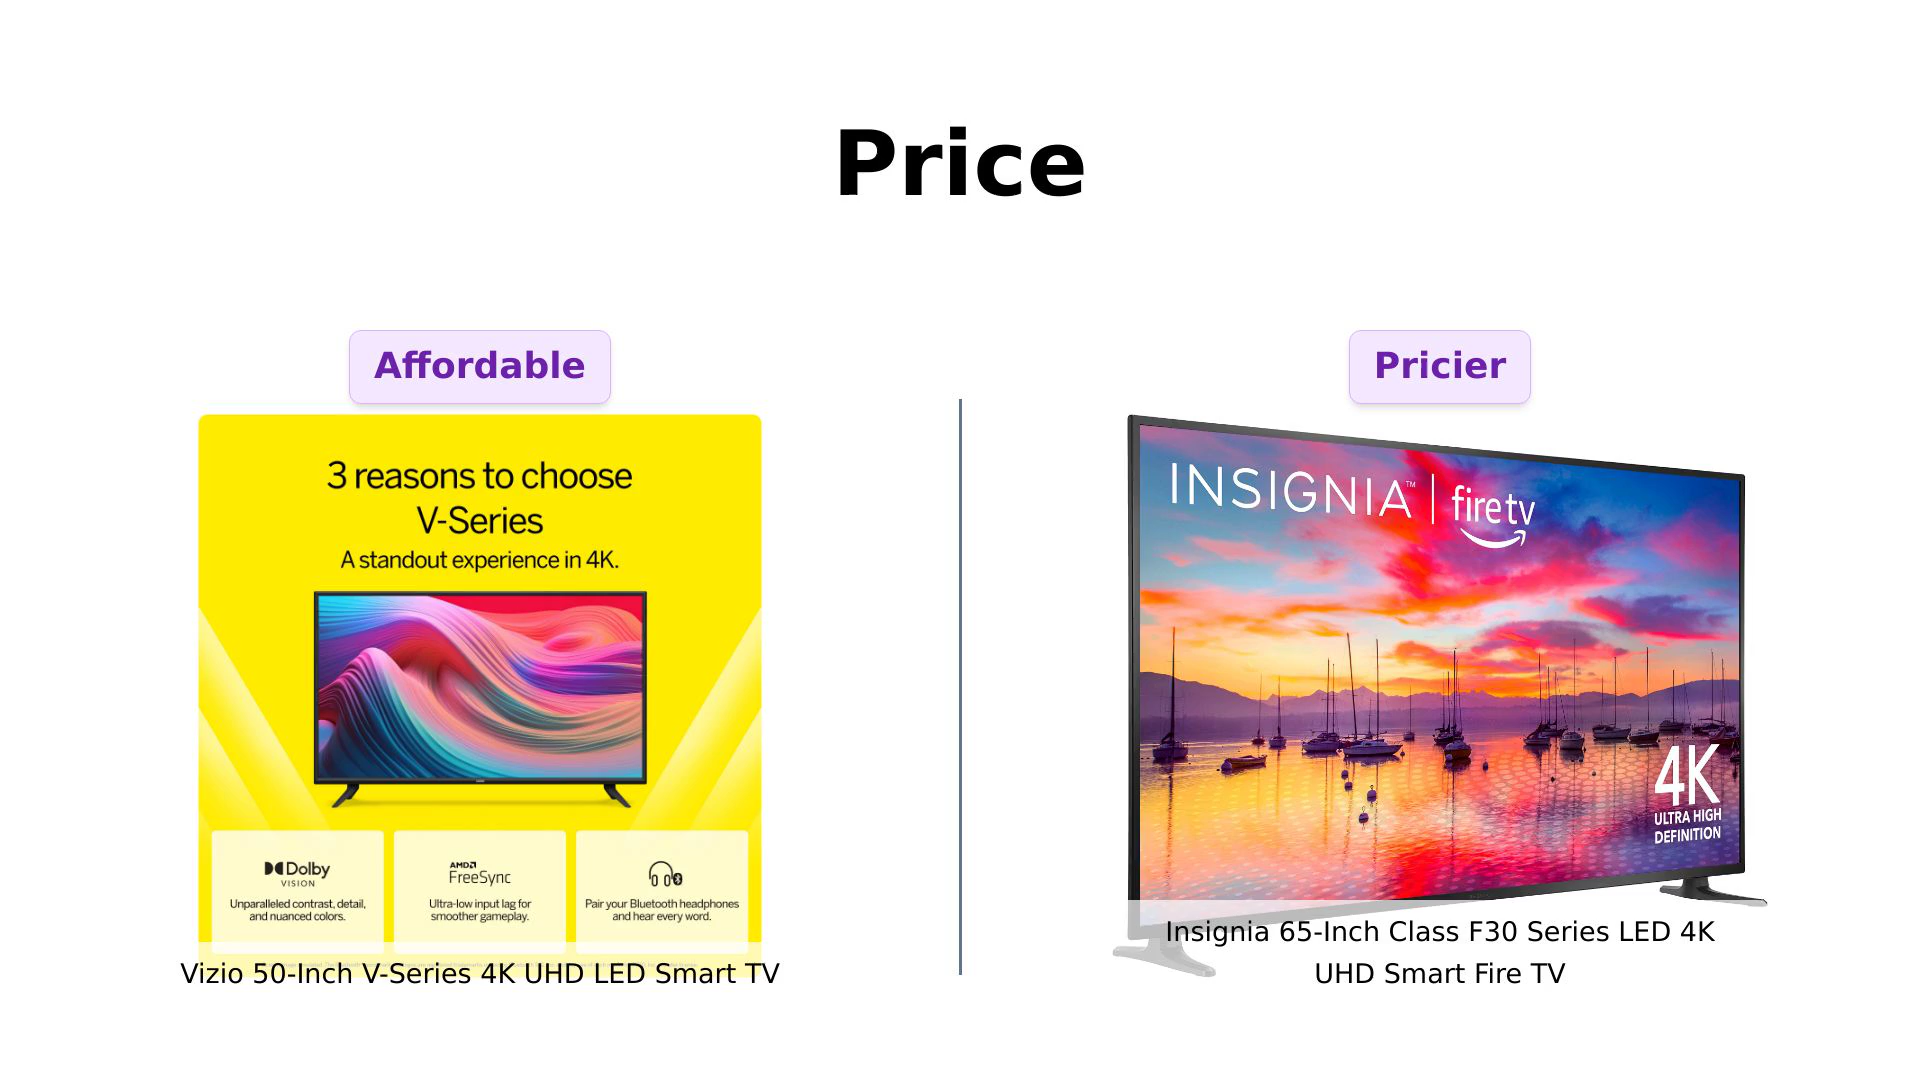 Price
Affordable
3 reasons to choose
V-Series
A standout experience in 4K.
Dolby
VISION
Unparalleled contrast, detail,
and nuanced colors.
AMD
FreeSync
Ultra-low input lag for
smoother gameplay.
Pair your Bluetooth headphones
and hear every word.
Vizio 50-Inch V-Series 4K UHD LED Smart TV
Pricier
INSIGNIA™ | fire tv
4K
ULTRA HIGH
DEFINITION
Insignia 65-Inch Class F30 Series LED 4K
UHD Smart Fire TV